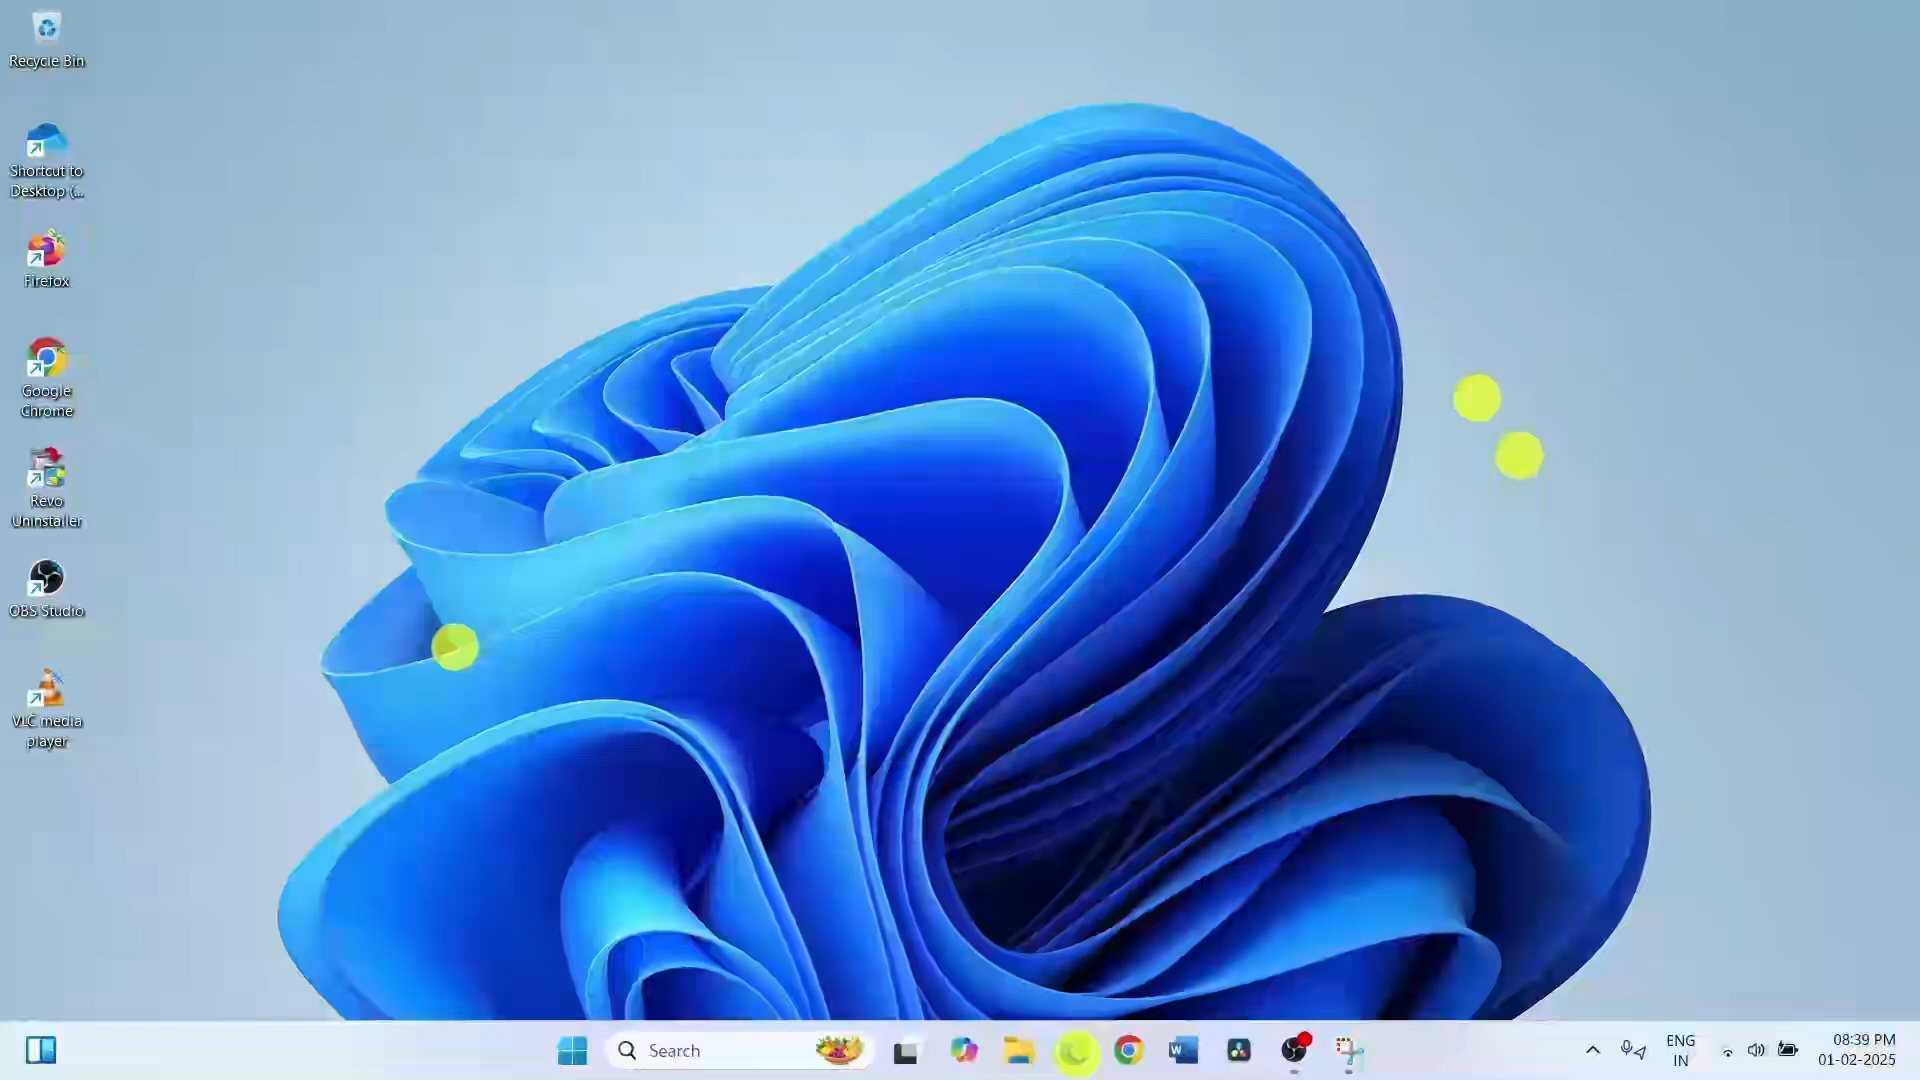 Recycle Bin
Shortcut to
Desktop (...
Firefox
Google
Chrome
Revo
Uninstaller
OBS Studio
VLC media
player
Search
ENG
IN
08:39 PM
01-02-2025